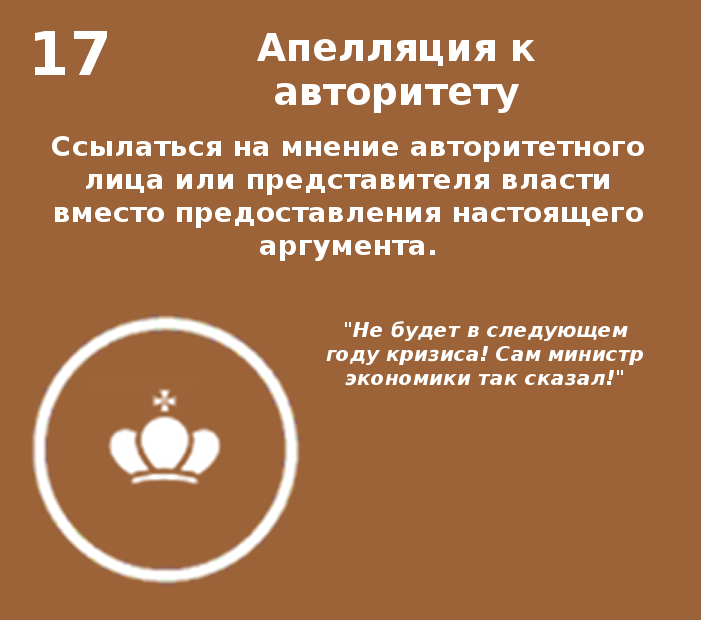 17
Апелляция к
авторитету
Ссылаться на мнение авторитетного
лица или представителя власти
вместо предоставления настоящего
аргумента.
"Не будет в следующем
году кризиса! Сам министр
экономики так сказал!"